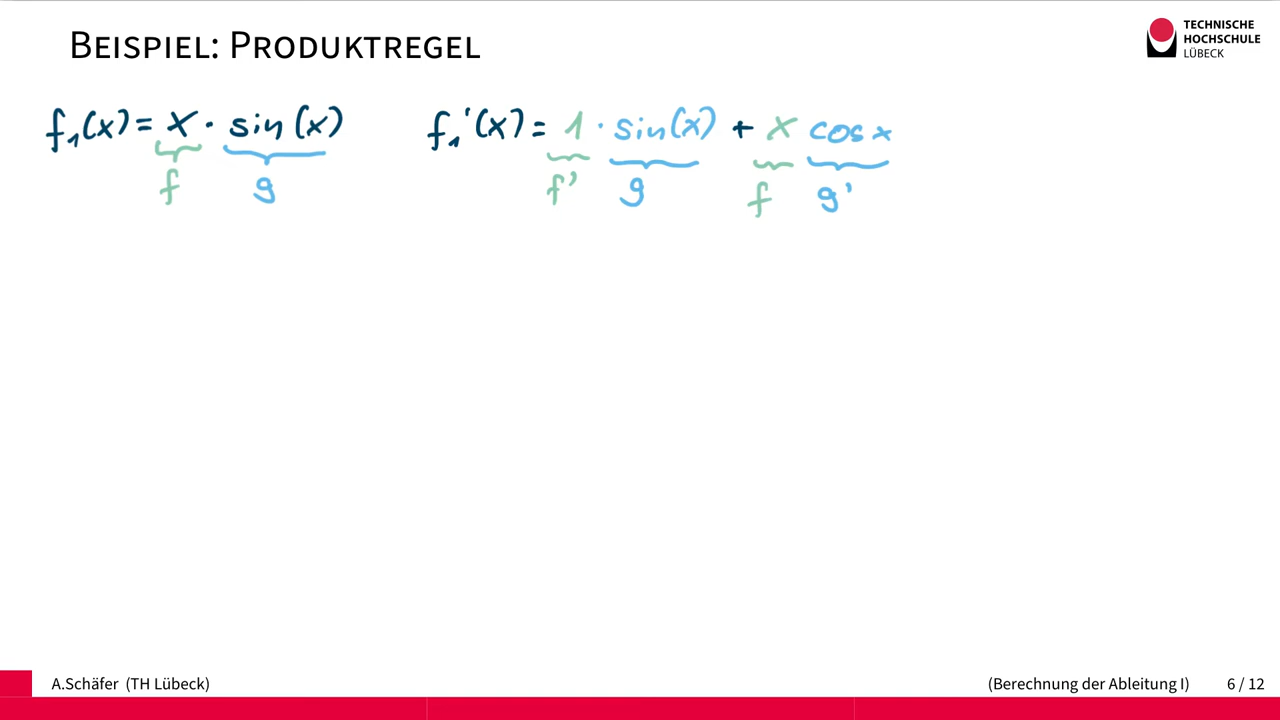 BEISPIEL: PRODUKTREGEL
TECHNISCHE
HOCHSCHULE
LÜBECK
f₁(x) = x · sin(x) f₁'(x) = 1 · sin(x) + x cos x
f g f' g f g'
A.Schäfer (TH Lübeck) (Berechnung der Ableitung I) 6 / 12